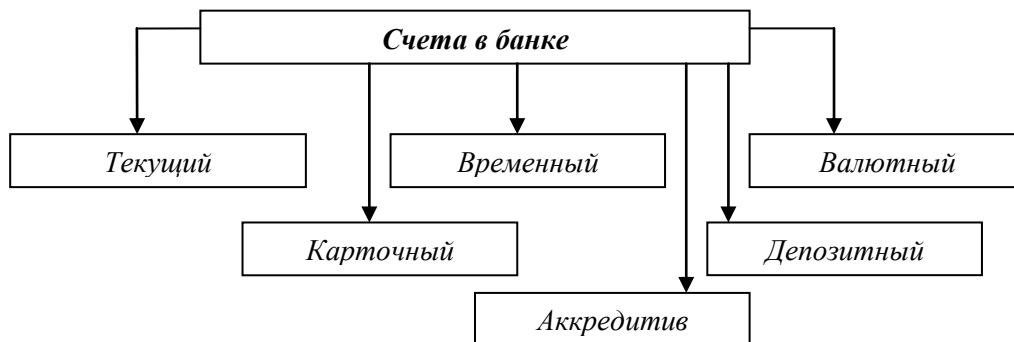 Счета в банке
Текущий
Временный
Валютный
Карточный
Депозитный
Аккредитив